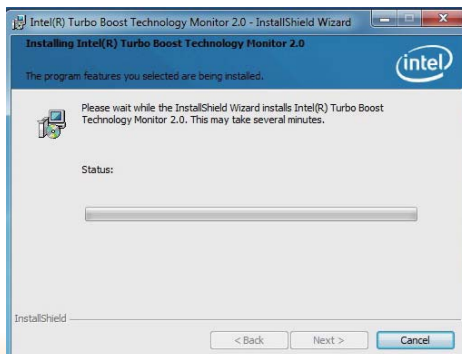 Intel(R) Turbo Boost Technology Monitor 2.0 - InstallShield Wizard
Installing Intel(R) Turbo Boost Technology Monitor 2.0
The program features you selected are being installed.
intel
Please wait while the InstallShield Wizard installs Intel(R) Turbo Boost
Technology Monitor 2.0. This may take several minutes.
Status:
InstallShield
< Back
Next >
Cancel